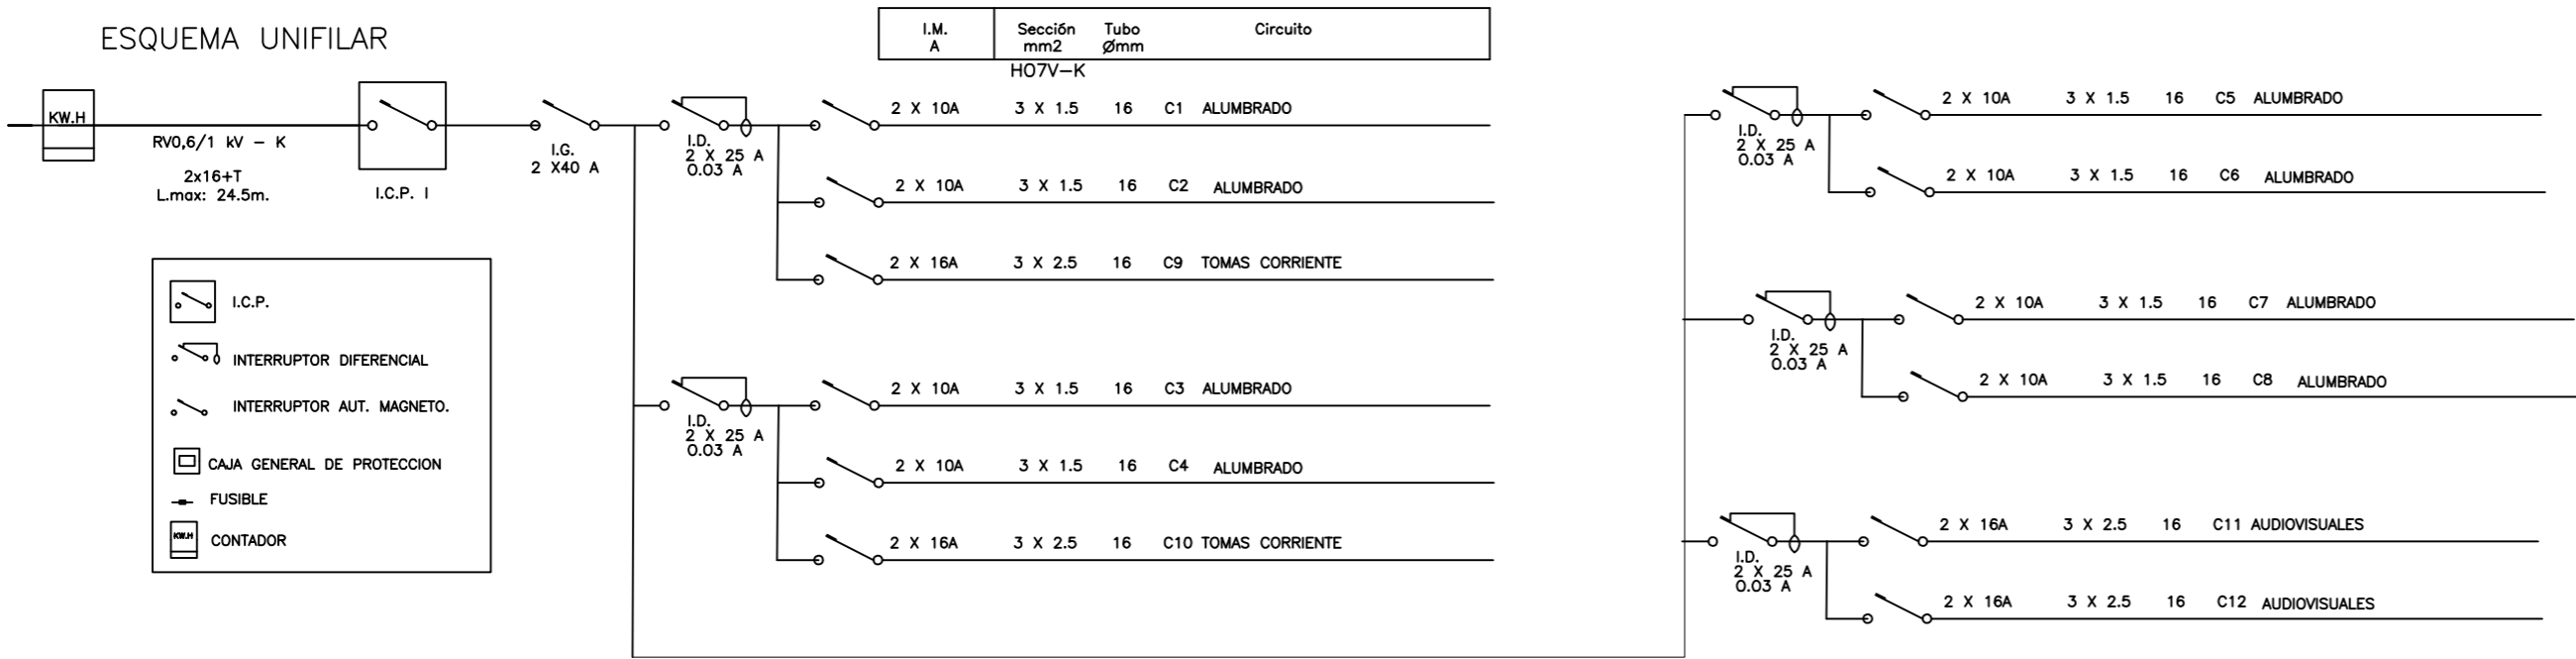 ESQUEMA UNIFILAR
I.M. Sección Tubo Circuito
A mm2 Ømm
H07V-K
KW.H
RV0,6/1 kV - K
2x16+T
L.max: 24.5m.
I.C.P. I
I.G.
2 X40 A
I.D.
2 X 25 A
0.03 A
2 X 10A 3 X 1.5 16 C1 ALUMBRADO
2 X 10A 3 X 1.5 16 C2 ALUMBRADO
2 X 16A 3 X 2.5 16 C9 TOMAS CORRIENTE
I.D.
2 X 25 A
0.03 A
2 X 10A 3 X 1.5 16 C3 ALUMBRADO
2 X 10A 3 X 1.5 16 C4 ALUMBRADO
2 X 16A 3 X 2.5 16 C10 TOMAS CORRIENTE
I.D.
2 X 25 A
0.03 A
2 X 10A 3 X 1.5 16 C5 ALUMBRADO
2 X 10A 3 X 1.5 16 C6 ALUMBRADO
I.D.
2 X 25 A
0.03 A
2 X 10A 3 X 1.5 16 C7 ALUMBRADO
2 X 10A 3 X 1.5 16 C8 ALUMBRADO
I.D.
2 X 25 A
0.03 A
2 X 16A 3 X 2.5 16 C11 AUDIOVISUALES
2 X 16A 3 X 2.5 16 C12 AUDIOVISUALES
I.C.P.
INTERRUPTOR DIFERENCIAL
INTERRUPTOR AUT. MAGNETO.
CAJA GENERAL DE PROTECCION
FUSIBLE
KW.H
CONTADOR